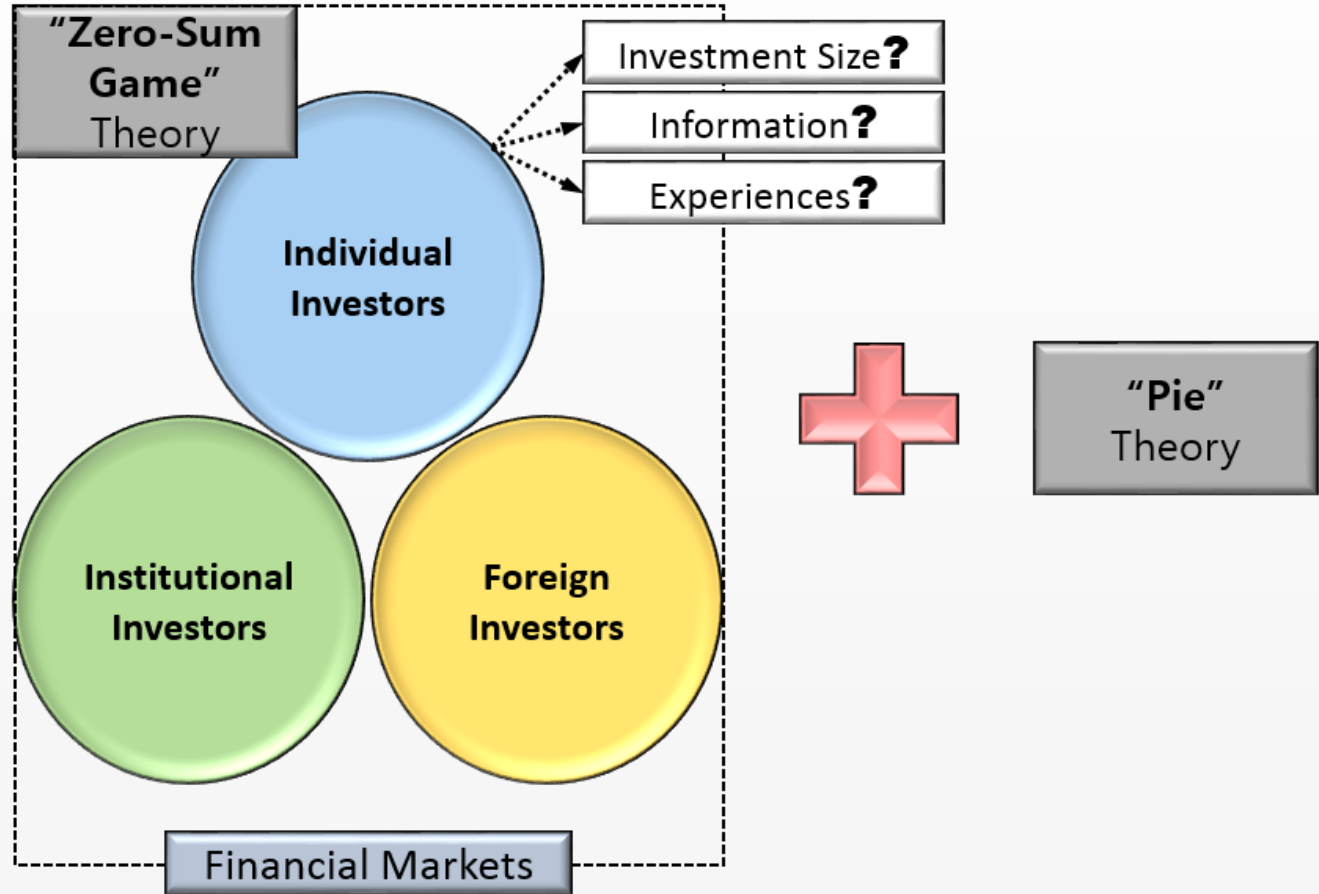 “Zero-Sum
Game”
Theory
Investment Size?
Information?
Experiences?
Individual
Investors
“Pie”
Theory
Institutional
Investors
Foreign
Investors
Financial Markets